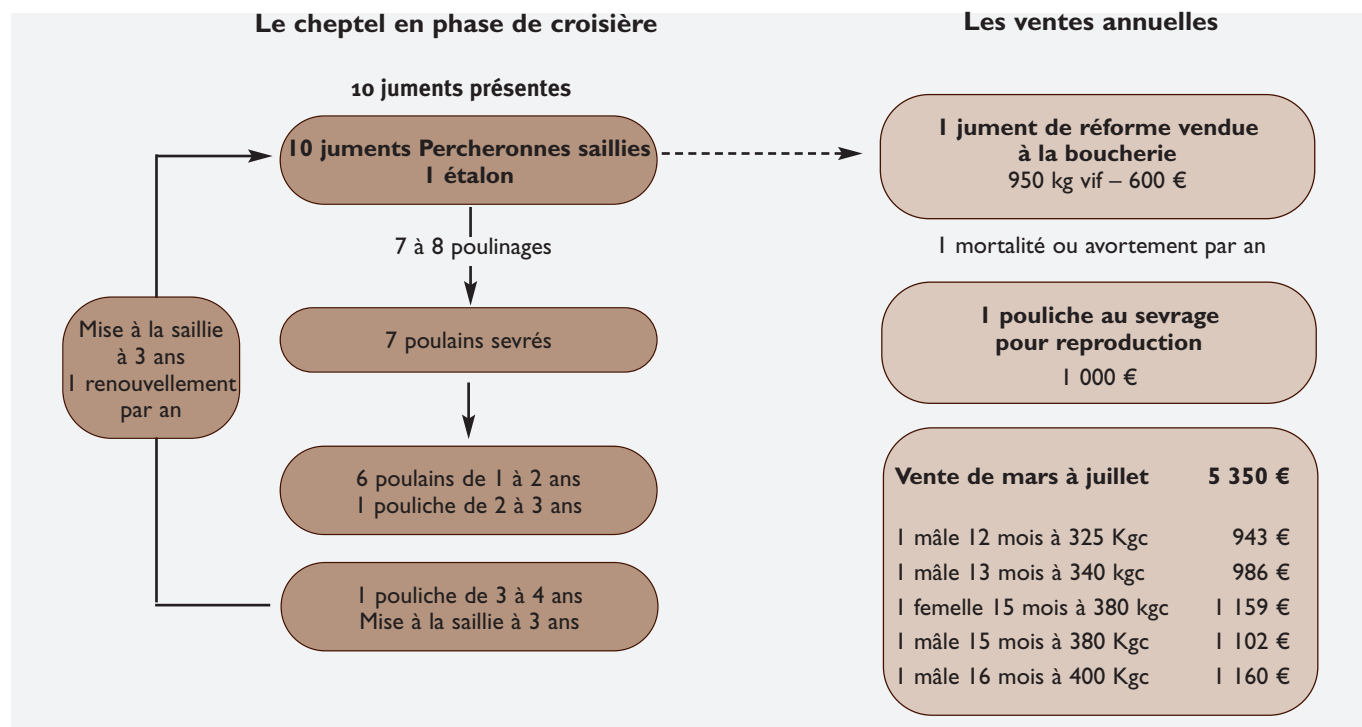 Le cheptel en phase de croisière
10 juments présentes
10 juments Percheronnes saillies
1 étalon
7 à 8 poulinages
7 poulains sevrés
6 poulains de 1 à 2 ans
1 pouliche de 2 à 3 ans
1 pouliche de 3 à 4 ans
Mise à la saillie à 3 ans
Mise à la saillie
à 3 ans
1 renouvellement
par an
Les ventes annuelles
1 jument de réforme vendue
à la boucherie
950 kg vif – 600 €
1 mortalité ou avortement par an
1 pouliche au sevrage
pour reproduction
1 000 €
Vente de mars à juillet 5 350 €
1 mâle 12 mois à 325 Kgc 943 €
1 mâle 13 mois à 340 kgc 986 €
1 femelle 15 mois à 380 kgc 1 159 €
1 mâle 15 mois à 380 Kgc 1 102 €
1 mâle 16 mois à 400 Kgc 1 160 €